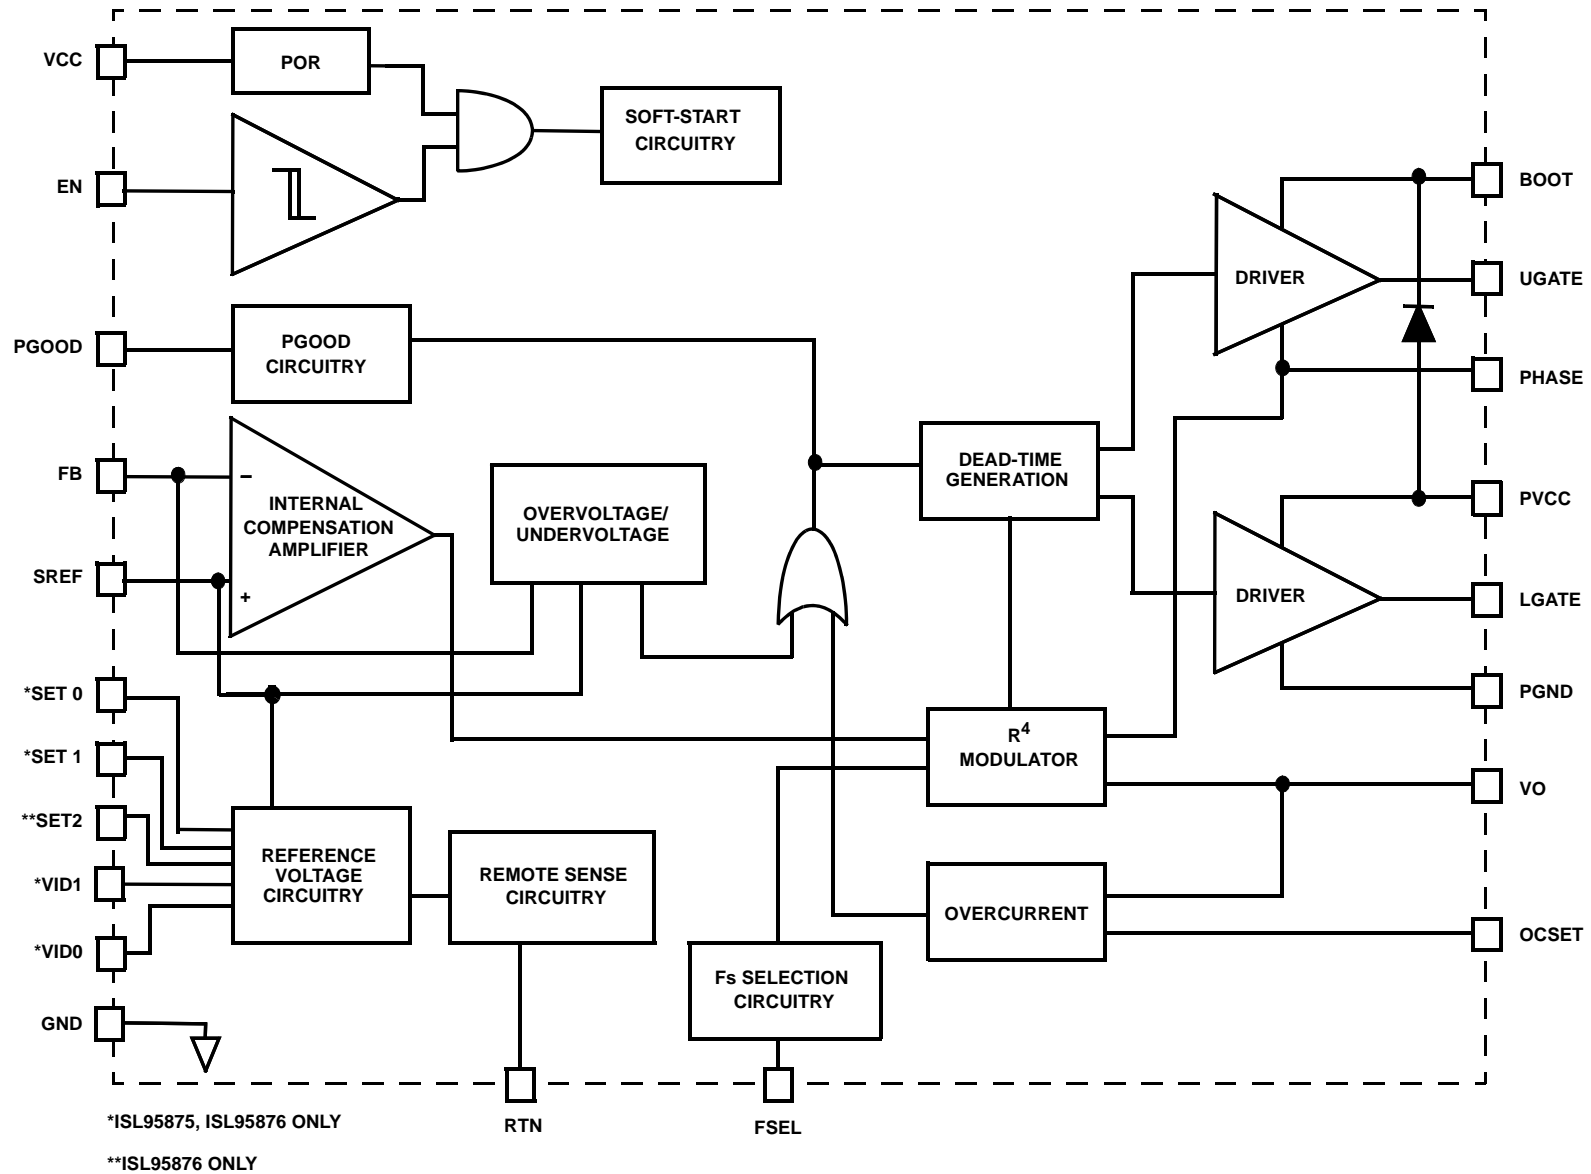 VCC
POR
SOFT-START
CIRCUITRY
EN
BOOT
DRIVER
UGATE
PGOOD
PGOOD
CIRCUITRY
PHASE
FB
–
INTERNAL
COMPENSATION
AMPLIFIER
+
SREF
OVERVOLTAGE/
UNDERVOLTAGE
DEAD-TIME
GENERATION
PVCC
DRIVER
LGATE
PGND
*SET 0
*SET 1
**SET2
*VID1
*VID0
REFERENCE
VOLTAGE
CIRCUITRY
REMOTE SENSE
CIRCUITRY
R4
MODULATOR
VO
OVERCURRENT
OCSET
Fs SELECTION
CIRCUITRY
GND
RTN
FSEL
*ISL95875, ISL95876 ONLY
**ISL95876 ONLY